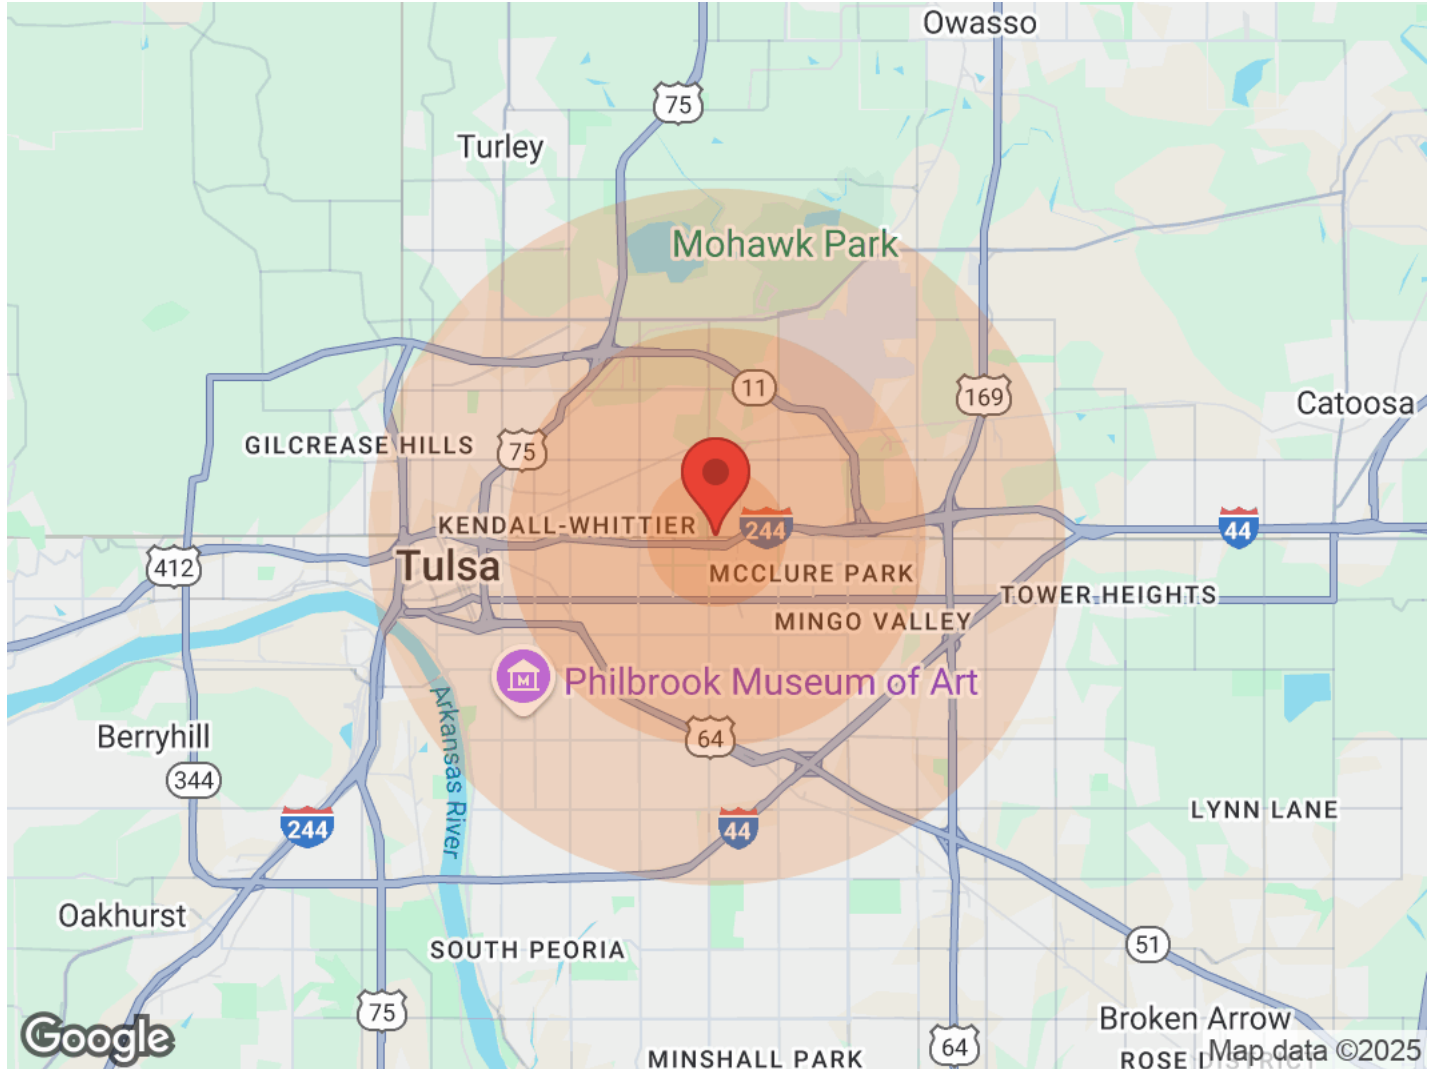 Owasso
75
Turley
Mohawk Park
11
169
Catoosa
GILCREASE HILLS
75
KENDALL-WHITTIER
244
44
412
Tulsa
MCCLURE PARK
TOWER HEIGHTS
MINGO VALLEY
Philbrook Museum of Art
Arkansas River
Berryhill
64
344
LYNN LANE
244
44
Oakhurst
SOUTH PEORIA
51
75
Broken Arrow
Google
64
MINSHALL PARK
ROSE DISTRICT
Map data ©2025